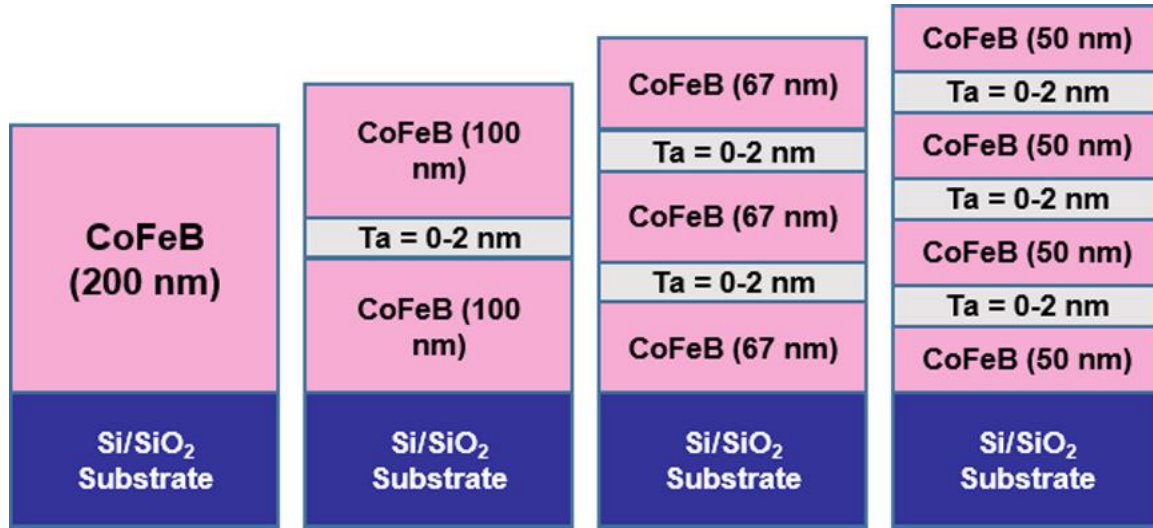 CoFeB
(200 nm)
Si/SiO₂
Substrate
CoFeB (100
nm)
Ta = 0-2 nm
CoFeB (100
nm)
Si/SiO₂
Substrate
CoFeB (67 nm)
Ta = 0-2 nm
CoFeB (67 nm)
Ta = 0-2 nm
CoFeB (67 nm)
Si/SiO₂
Substrate
CoFeB (50 nm)
Ta = 0-2 nm
CoFeB (50 nm)
Ta = 0-2 nm
CoFeB (50 nm)
Ta = 0-2 nm
CoFeB (50 nm)
Si/SiO₂
Substrate